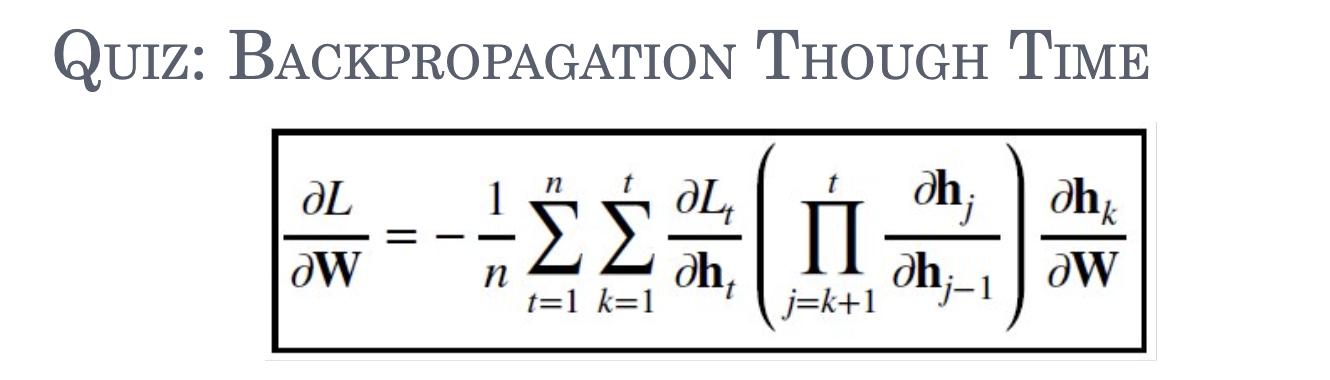 QUIZ: BACKPROPAGATION THOUGH TIME
∂L/∂W = − 1/n ∑_{t=1}^{n} ∑_{k=1}^{t} ∂L_t/∂h_t ( ∏_{j=k+1}^{t} ∂h_j/∂h_{j−1} ) ∂h_k/∂W